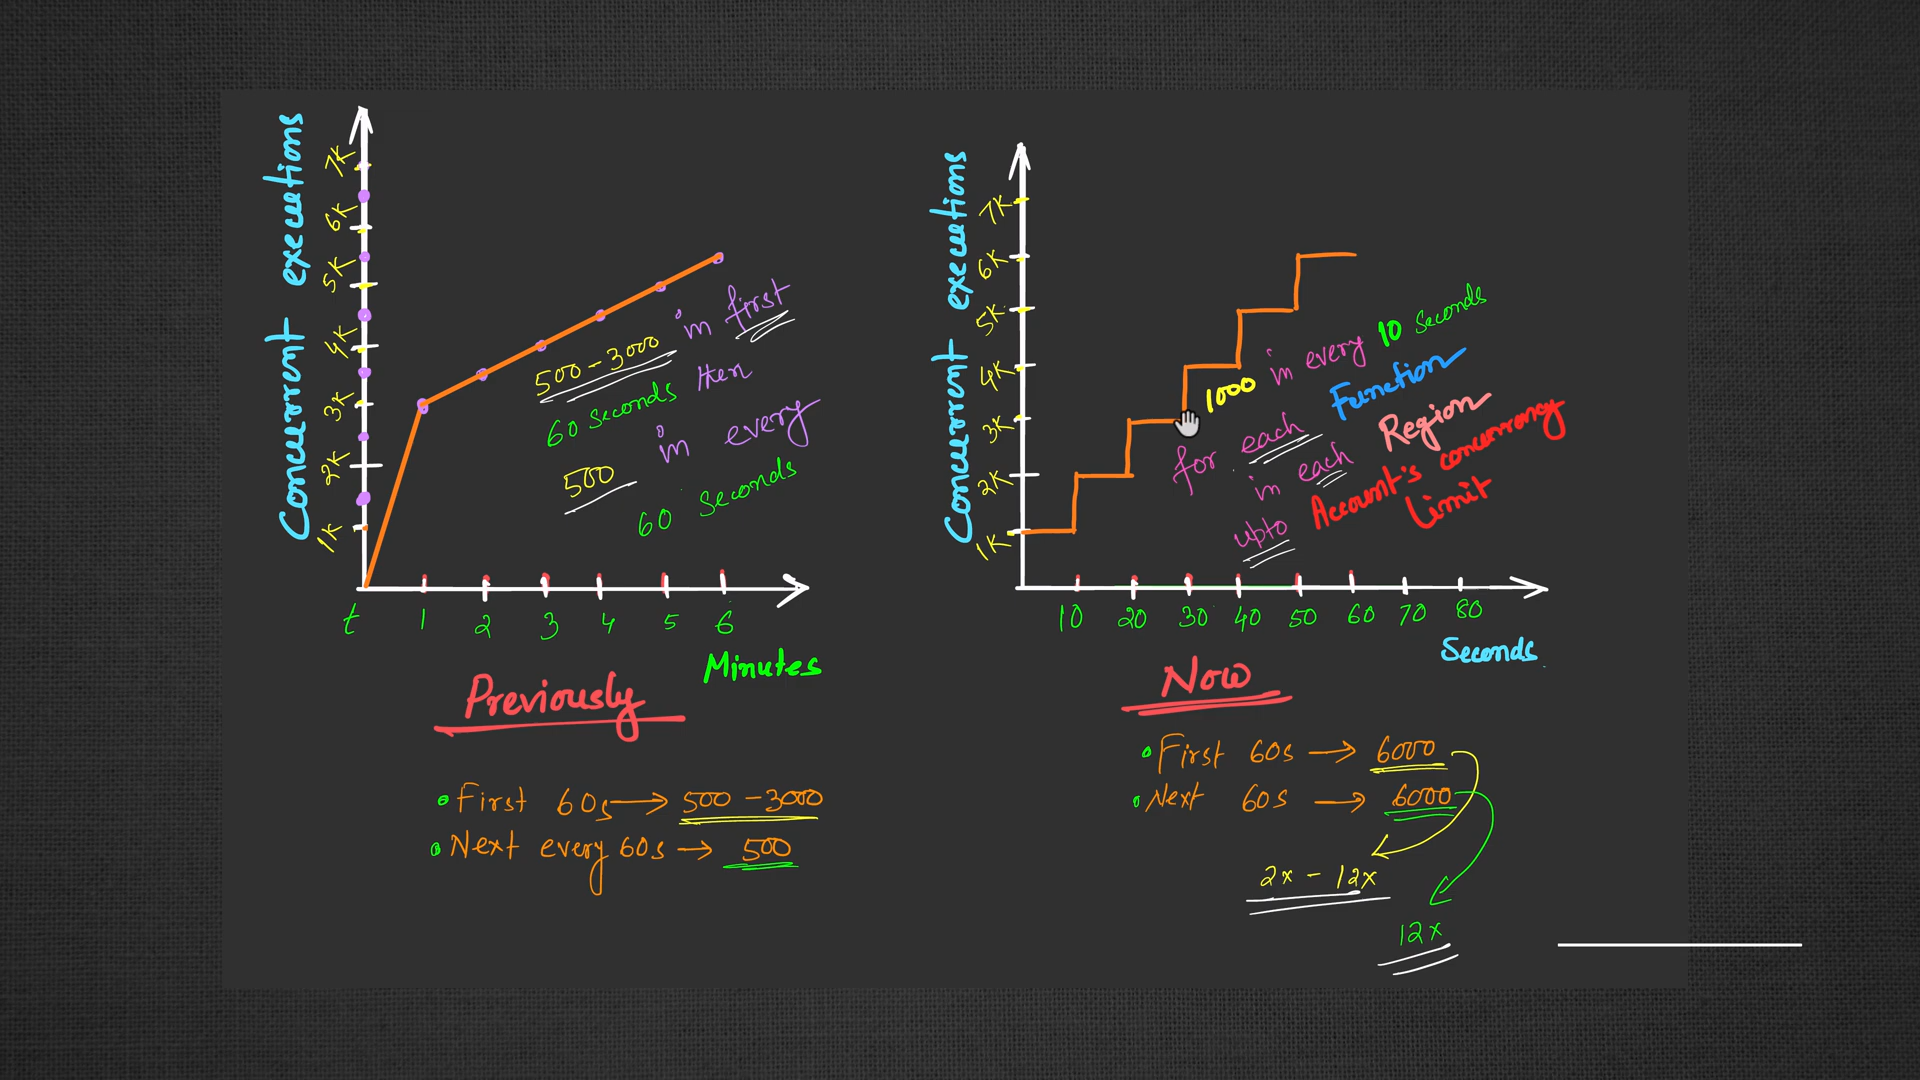 Concurrent executions
7K
6K
5K
4K
3K
2K
1K
500 - 3000 in first
60 Seconds then
500 in every
60 Seconds
t 1 2 3 4 5 6
Minutes
Previously
First 60s → 500 - 3000
Next every 60s → 500
Concurrent executions
7K
6K
5K
4K
3K
2K
1K
1000 in every 10 Seconds
for each Function
in each Region
upto Account's concurrency
Limit
10 20 30 40 50 60 70 80
Seconds
Now
First 60s → 6000
Next 60s → 6000
2x - 12x
12x